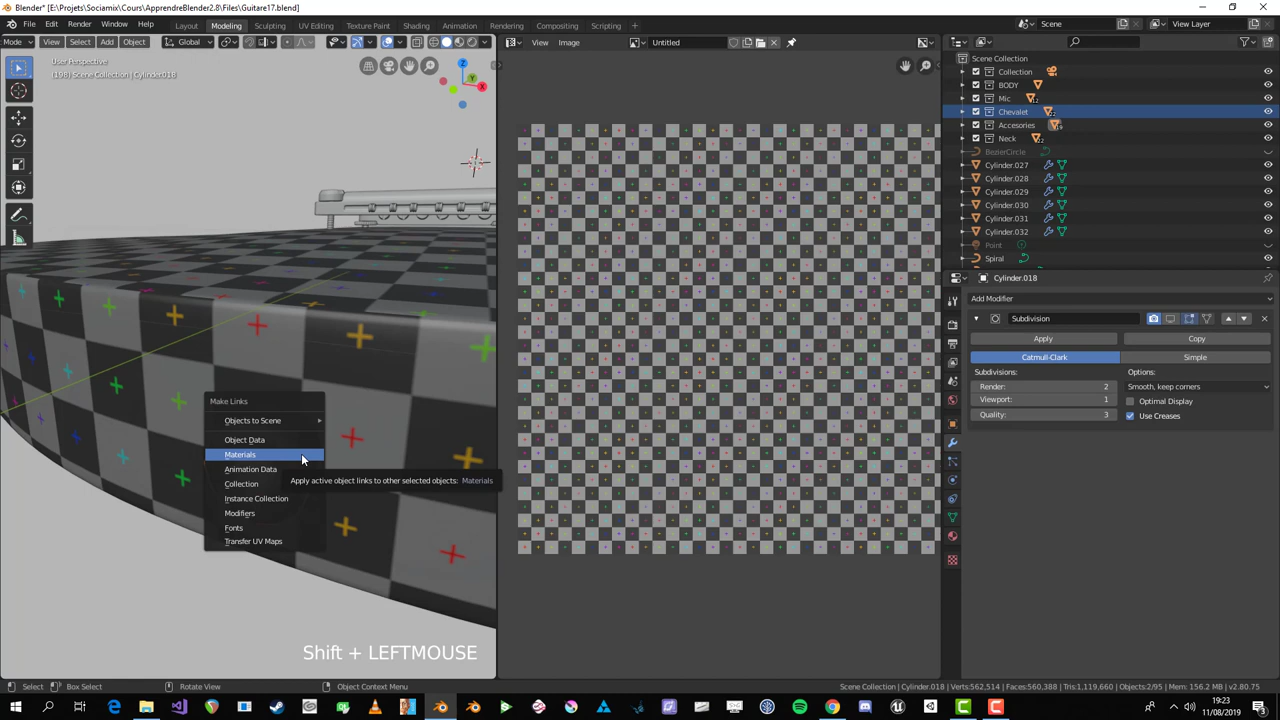 Blender* [E:\Projets\Sociamix\Cours\ApprendreBlender2.8\Files\Guitare17.blend]
File Edit Render Window Help Layout Modeling Sculpting UV Editing Texture Paint Shading Animation Rendering Compositing Scripting + Scene View Layer
Mode View Select Add Object Global View Image Untitled
User Perspective
(198) Scene Collection | Cylinder.018
Z
Y
X
Scene Collection
Collection
BODY
Mic
Chevalet
Accesories
Neck
BezierCircle
Cylinder.027
Cylinder.028
Cylinder.029
Cylinder.030
Cylinder.031
Cylinder.032
Point
Spiral
Cylinder.018
Add Modifier
Subdivision
Apply Copy
Catmull-Clark Simple
Subdivisions: Options:
Render: 2 Smooth, keep corners
Viewport: 1 Optimal Display
Quality: 3 Use Creases
Make Links
Objects to Scene
Object Data
Materials
Animation Data
Collection
Instance Collection
Modifiers
Fonts
Transfer UV Maps
Apply active object links to other selected objects: Materials
Shift + LEFTMOUSE
Select Box Select Rotate View Object Context Menu Scene Collection | Cylinder.018 | Verts:562,514 | Faces:560,388 | Tris:1,119,660 | Objects:2/95 | Mem: 156.2 MB | v2.80.75
19:23
11/08/2019